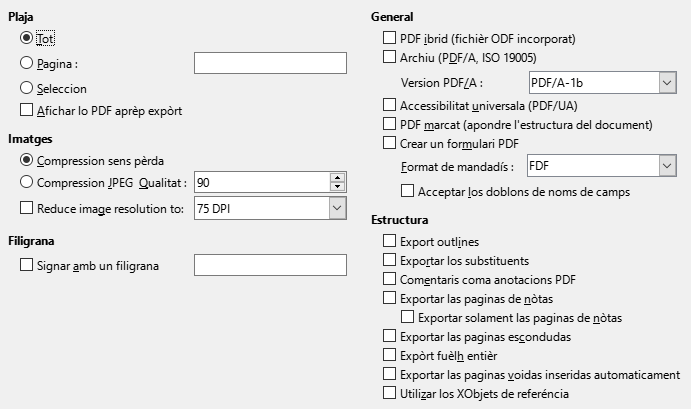 Plaja
Tot
Pagina :
Seleccion
Afichar lo PDF aprèp expòrt
Imatges
Compression sens pèrda
Compression JPEG Qualitat : 90
Reduce image resolution to: 75 DPI
Filigrana
Signar amb un filigrana
General
PDF ibrid (fichièr ODF incorporat)
Archiu (PDF/A, ISO 19005)
Version PDF/A : PDF/A-1b
Accessibilitat universala (PDF/UA)
PDF marcat (apondre l'estructura del document)
Crear un formulari PDF
Format de mandadís : FDF
Acceptar los doblons de noms de camps
Estructura
Export outlines
Exportar los substituents
Comentaris coma anotacions PDF
Exportar las paginas de nòtas
Exportar solament las paginas de nòtas
Exportar las paginas escondudas
Expòrt fuèlh entièr
Exportar las paginas voidas inseridas automaticament
Utilizar los XObjets de referéncia